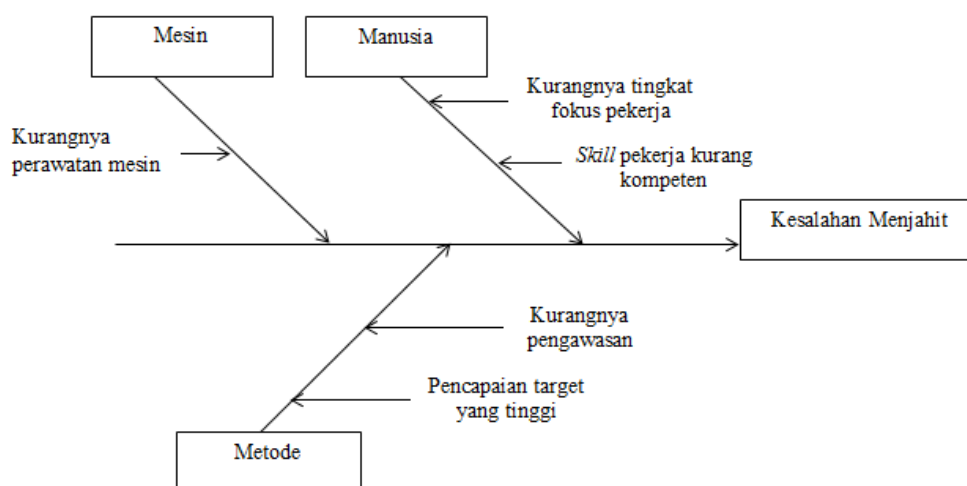 Mesin
Manusia
Kurangnya tingkat
fokus pekerja
Kurangnya
perawatan mesin
Skill pekerja kurang
kompeten
Kesalahan Menjahit
Kurangnya
pengawasan
Pencapaian target
yang tinggi
Metode